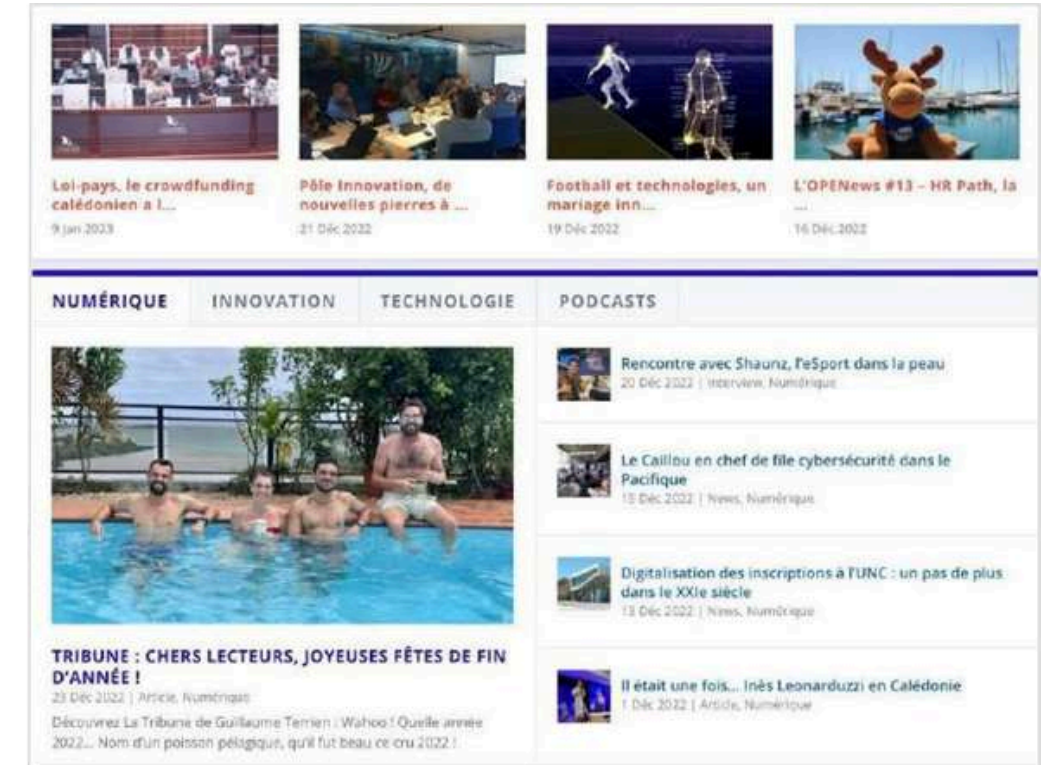 Loi-pays, le crowdfunding
calédonien a l...
9 Jan 2023
Pôle Innovation, de
nouvelles pierres à ...
21 Déc 2022
Football et technologies, un
mariage inn...
19 Déc 2022
L'OPENews #13 – HR Path, la
...
16 Déc 2022
NUMÉRIQUE
INNOVATION
TECHNOLOGIE
PODCASTS
TRIBUNE : CHERS LECTEURS, JOYEUSES FÊTES DE FIN
D'ANNÉE !
23 Déc 2022 | Article, Numérique
Découvrez La Tribune de Guillaume Terrien : Wahoo ! Quelle année
2022... Nom d'un poisson pélagique, qu'il fut beau ce cru 2022 !
Rencontre avec Shaunz, l'eSport dans la peau
20 Déc 2022 | Interview, Numérique
Le Caillou en chef de file cybersécurité dans le
Pacifique
15 Déc 2022 | News, Numérique
Digitalisation des inscriptions à l'UNC : un pas de plus
dans le XXIe siècle
13 Déc 2022 | News, Numérique
Il était une fois... Inès Leonarduzzi en Calédonie
1 Déc 2022 | Article, Numérique